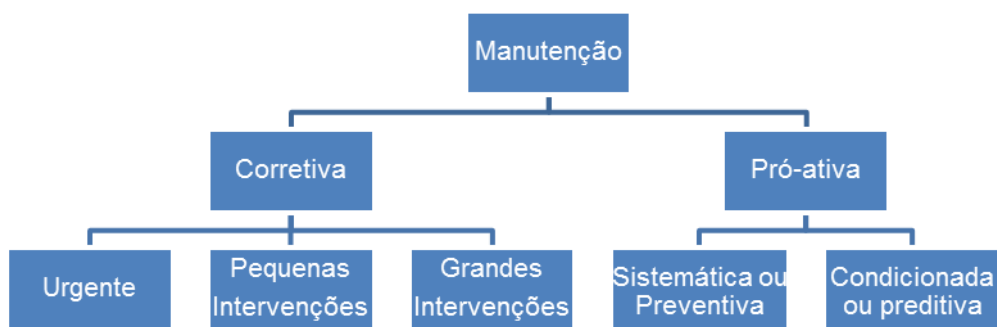 Manutenção
Corretiva
Pró-ativa
Urgente
Pequenas
Intervenções
Grandes
Intervenções
Sistemática ou
Preventiva
Condicionada
ou preditiva